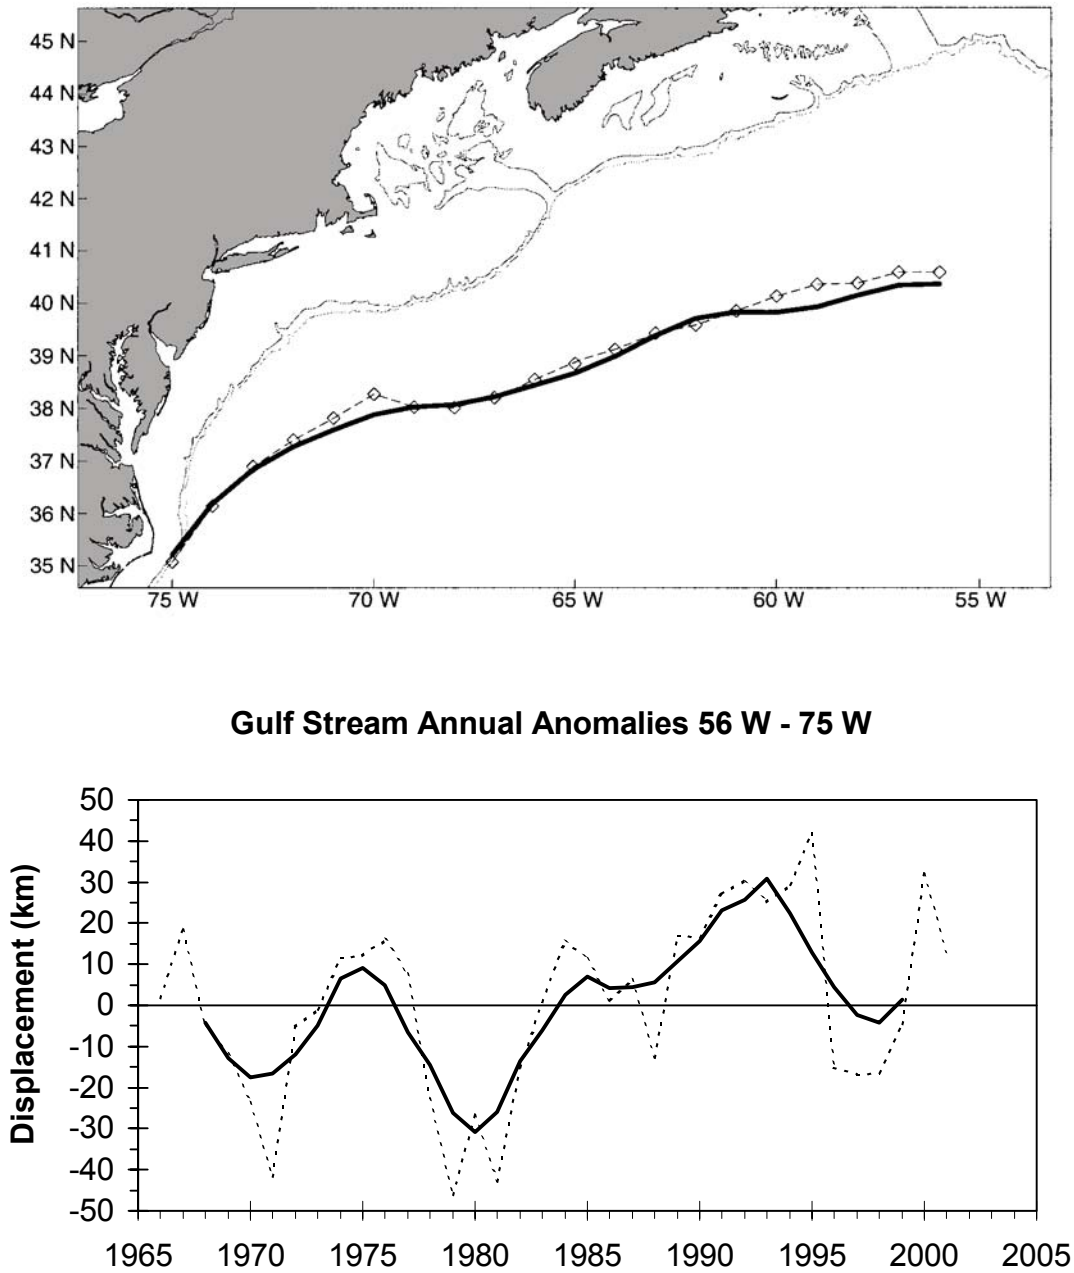 45 N
44 N
43 N
42 N
41 N
40 N
39 N
38 N
37 N
36 N
35 N
75 W 70 W 65 W 60 W 55 W
Gulf Stream Annual Anomalies 56 W - 75 W
Displacement (km)
50
40
30
20
10
0
-10
-20
-30
-40
-50
1965 1970 1975 1980 1985 1990 1995 2000 2005